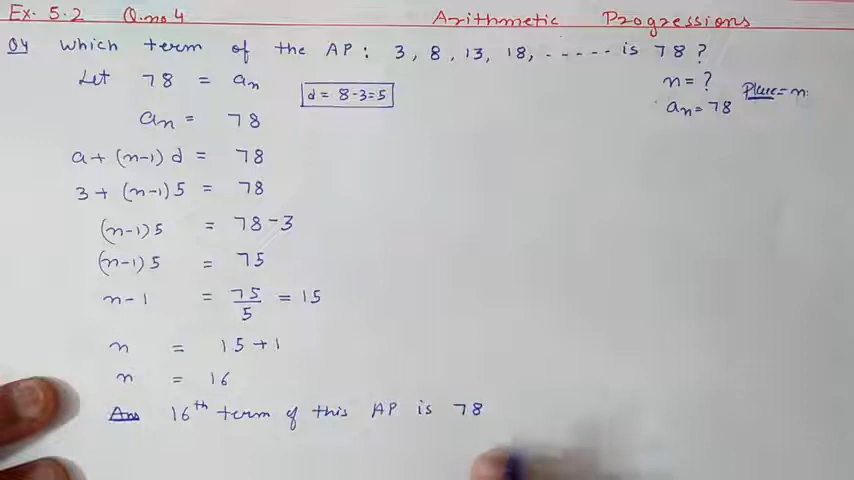 Ex. 5.2 Q.no 4 Arithmetic Progressions
Q4 Which term of the AP : 3, 8, 13, 18, ----- is 78 ?
Let 78 = an
d = 8-3=5
n = ?
Place = n
an = 78
an = 78
a + (n-1) d = 78
3 + (n-1) 5 = 78
(n-1) 5 = 78 - 3
(n-1) 5 = 75
n - 1 = 75/5 = 15
n = 15 + 1
n = 16
Ans 16th term of this AP is 78